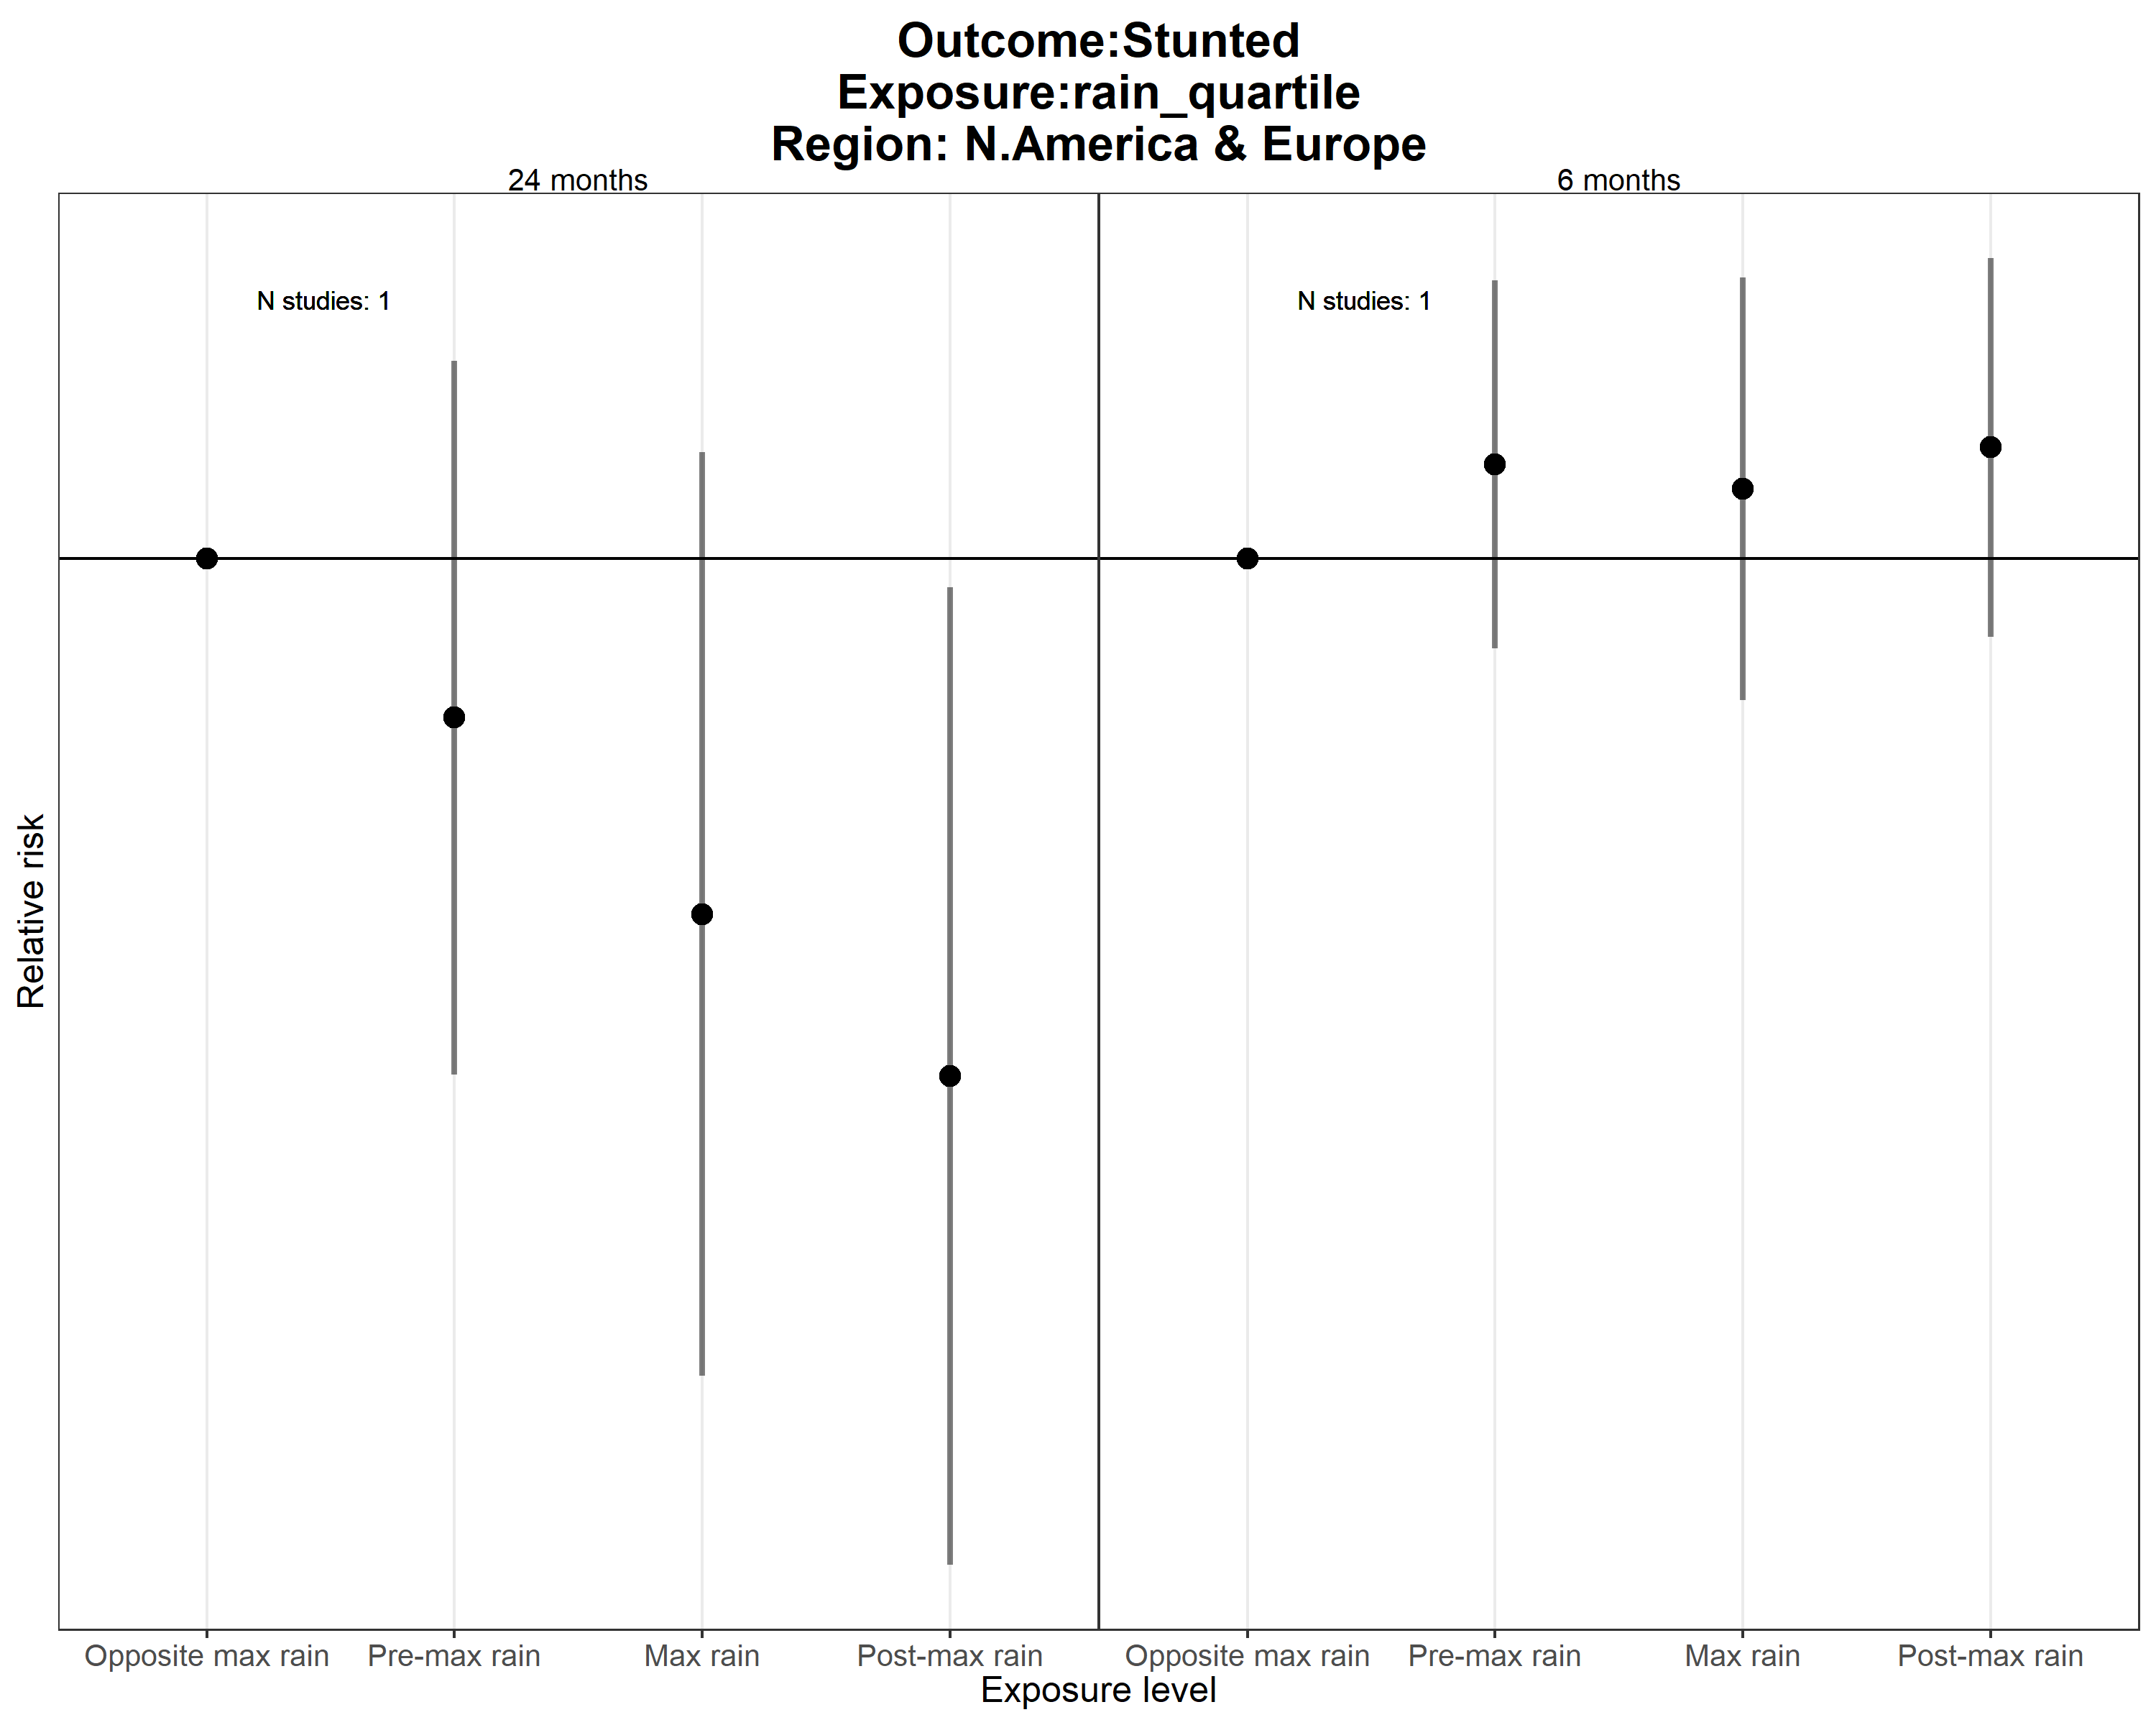 Outcome:Stunted
Exposure:rain_quartile
Region: N.America & Europe
24 months
6 months
N studies: 1
N studies: 1
Relative risk
Opposite max rain
Pre-max rain
Max rain
Post-max rain
Opposite max rain
Pre-max rain
Max rain
Post-max rain
Exposure level